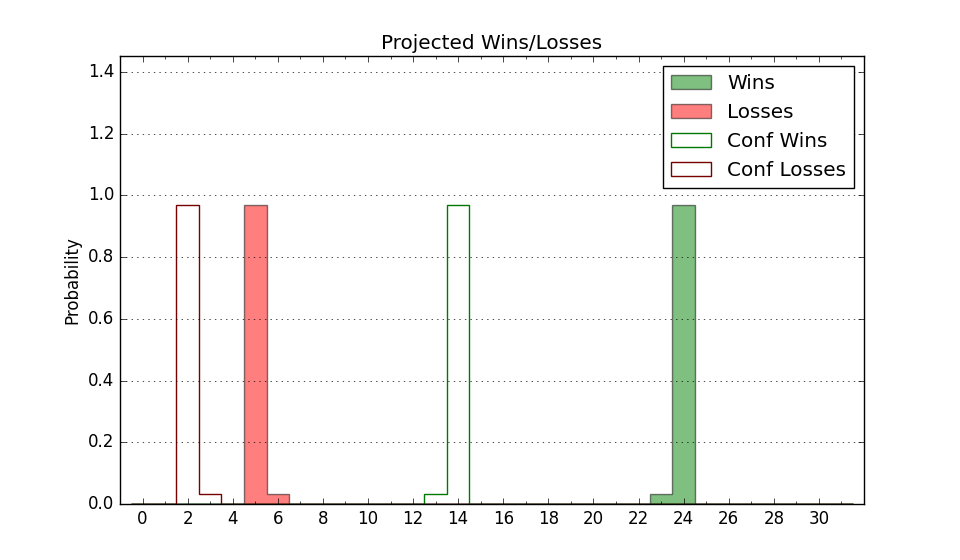 Projected Wins/Losses
1.4
1.2
1.0
0.8
0.6
0.4
0.2
0.0
Probability
Wins
Losses
Conf Wins
Conf Losses
0 2 4 6 8 10 12 14 16 18 20 22 24 26 28 30